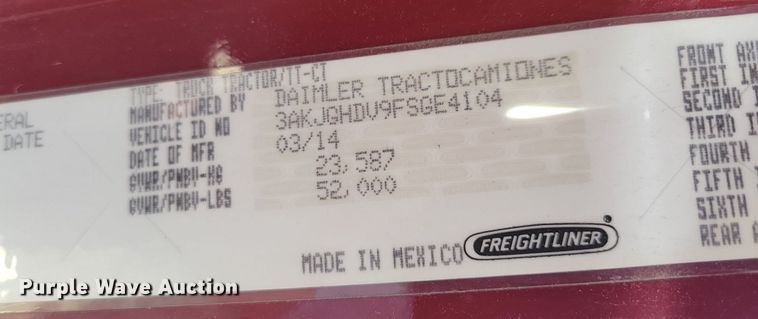 ERAL
DATE
TYPE: TRUCK TRACTOR/TT-CT
MANUFACTURED BY DAIMLER TRACTOCAMIONES
VEHICLE ID NO 3AKJGHDV9FSGE4104
DATE OF MFR 03/14
GVWR/PNBV-KG 23,587
GVWR/PNBV-LBS 52,000
MADE IN MEXICO FREIGHTLINER
FRONT AX
FIRST IN
SECOND I
THIRD I
FOURTH
FIFTH
SIXTH
REAR A
Purple Wave Auction